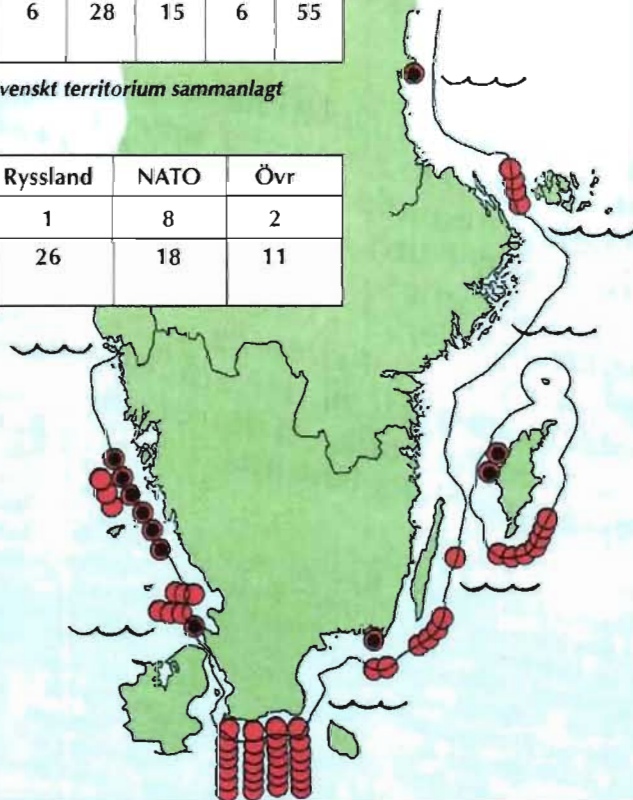 6 28 15 6 55
venskt territorium sammanlagt
Ryssland NATO Övr
1 8 2
26 18 11